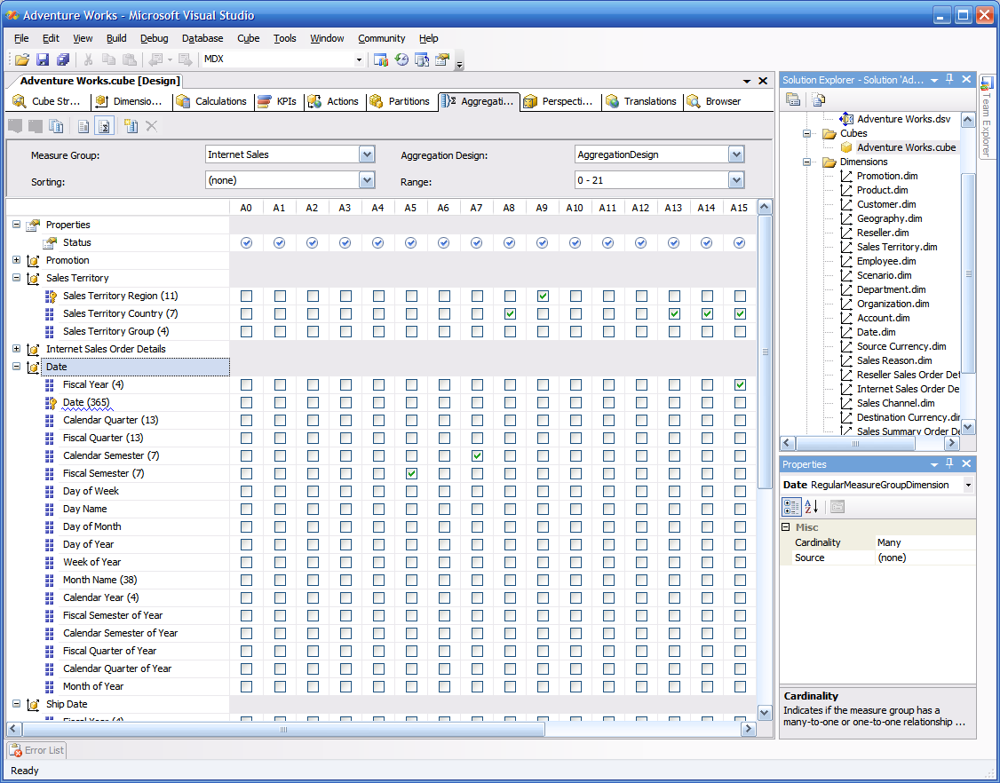 Adventure Works - Microsoft Visual Studio
File Edit View Build Debug Database Cube Tools Window Community Help
MDX
Adventure Works.cube [Design]
Cube Str... Dimensio... Calculations KPIs Actions Partitions Σ Aggregati... Perspecti... Translations Browser
Measure Group: Internet Sales Aggregation Design: AggregationDesign
Sorting: (none) Range: 0 - 21
A0 A1 A2 A3 A4 A5 A6 A7 A8 A9 A10 A11 A12 A13 A14 A15
Properties
Status
Promotion
Sales Territory
Sales Territory Region (11)
Sales Territory Country (7)
Sales Territory Group (4)
Internet Sales Order Details
Date
Fiscal Year (4)
Date (365)
Calendar Quarter (13)
Fiscal Quarter (13)
Calendar Semester (7)
Fiscal Semester (7)
Day of Week
Day Name
Day of Month
Day of Year
Week of Year
Month Name (38)
Calendar Year (4)
Fiscal Semester of Year
Calendar Semester of Year
Fiscal Quarter of Year
Calendar Quarter of Year
Month of Year
Ship Date
Fiscal Year (4)
Solution Explorer - Solution 'Ad...
Adventure Works.dsv
Cubes
Adventure Works.cube
Dimensions
Promotion.dim
Product.dim
Customer.dim
Geography.dim
Reseller.dim
Sales Territory.dim
Employee.dim
Scenario.dim
Department.dim
Organization.dim
Account.dim
Date.dim
Source Currency.dim
Sales Reason.dim
Reseller Sales Order Det
Internet Sales Order De
Sales Channel.dim
Destination Currency.dim
Sales Summary Order De
Team Explorer
Properties
Date RegularMeasureGroupDimension
Misc
Cardinality Many
Source (none)
Cardinality
Indicates if the measure group has a
many-to-one or one-to-one relationship ...
Error List
Ready